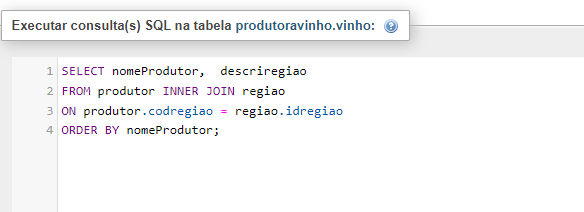 Executar consulta(s) SQL na tabela produtoravinho.vinho:
1 SELECT nomeProdutor,  descriregiao
2 FROM produtor INNER JOIN regiao
3 ON produtor.codregiao = regiao.idregiao
4 ORDER BY nomeProdutor;